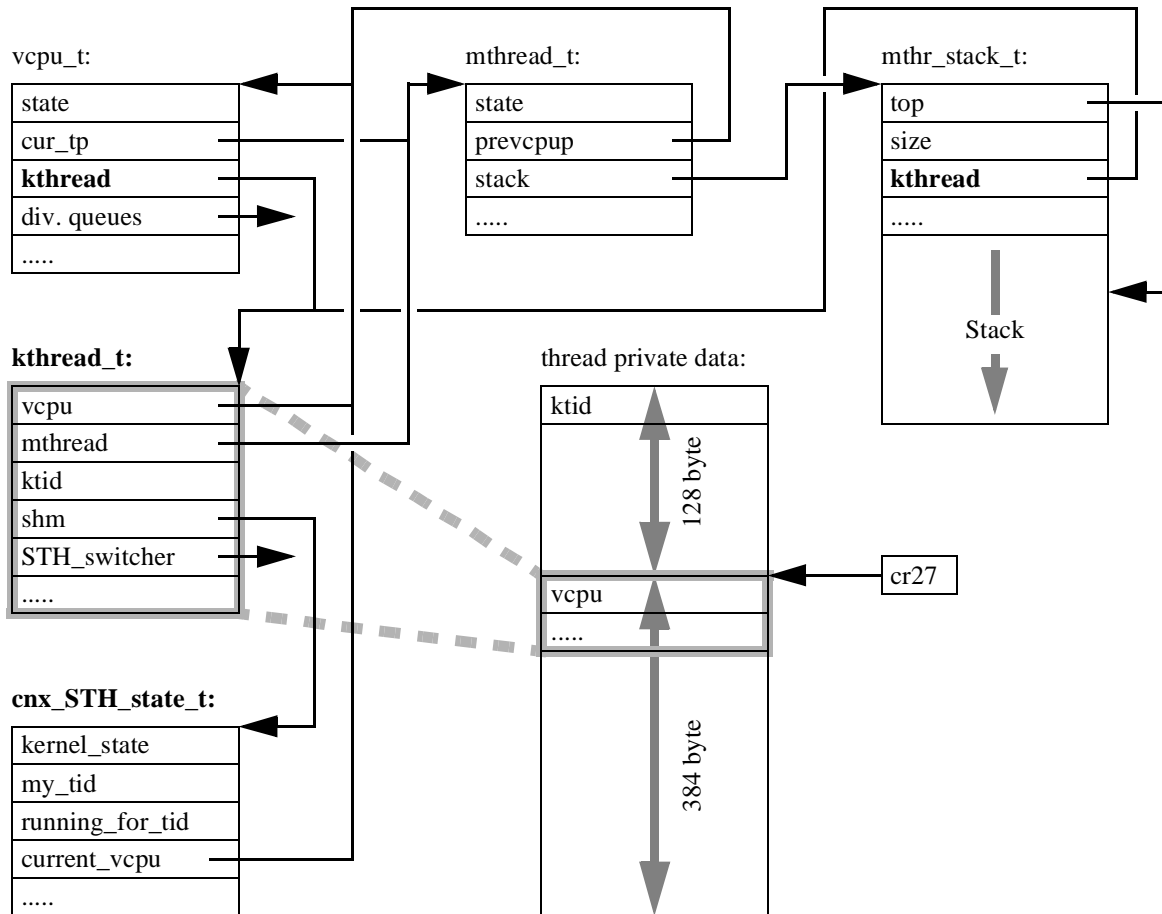 vcpu_t:
state
cur_tp
kthread
div. queues
.....
mthread_t:
state
prevcpup
stack
.....
mthr_stack_t:
top
size
kthread
.....
Stack
kthread_t:
vcpu
mthread
ktid
shm
STH_switcher
.....
thread private data:
ktid
128 byte
vcpu
.....
384 byte
cr27
cnx_STH_state_t:
kernel_state
my_tid
running_for_tid
current_vcpu
.....